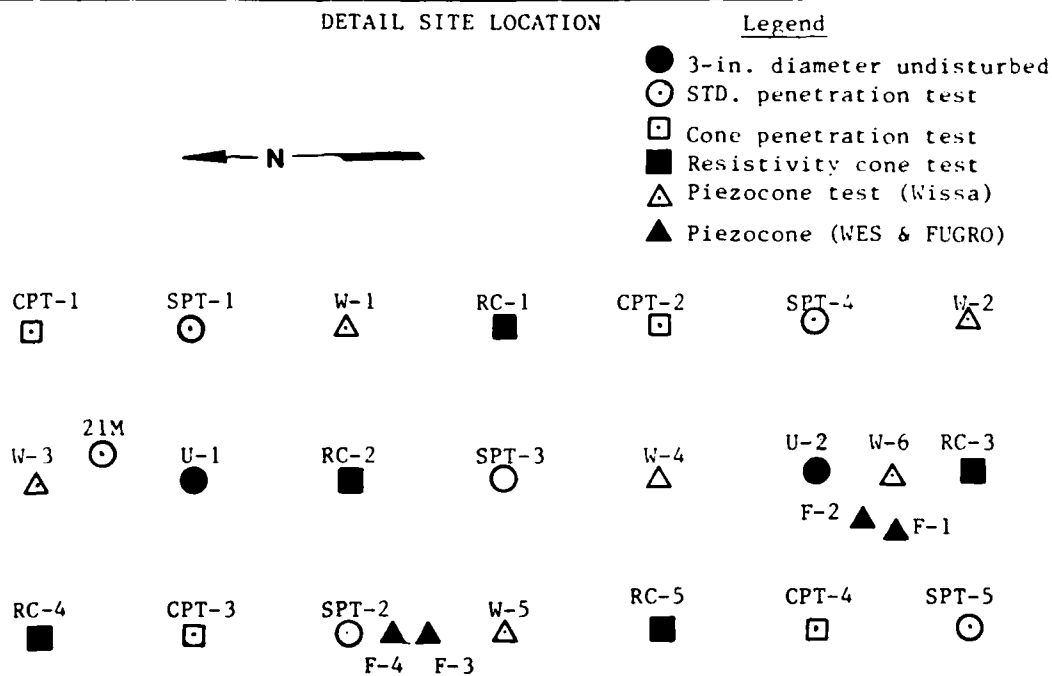 DETAIL SITE LOCATION
Legend
3-in. diameter undisturbed
STD. penetration test
Cone penetration test
Resistivity cone test
Piezocone test (Wissa)
Piezocone (WES & FUGRO)
N
CPT-1 SPT-1 W-1 RC-1 CPT-2 SPT-4 W-2
21M
W-3 U-1 RC-2 SPT-3 W-4 U-2 W-6 RC-3
F-2 F-1
RC-4 CPT-3 SPT-2 W-5 RC-5 CPT-4 SPT-5
F-4 F-3